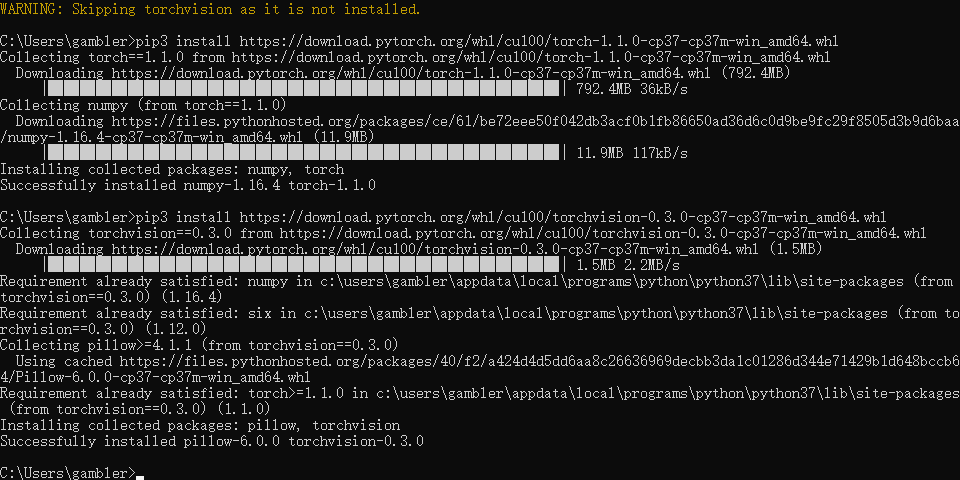 WARNING: Skipping torchvision as it is not installed.
C:\Users\gambler>pip3 install https://download.pytorch.org/whl/cu100/torch-1.1.0-cp37-cp37m-win_amd64.whl
Collecting torch==1.1.0 from https://download.pytorch.org/whl/cu100/torch-1.1.0-cp37-cp37m-win_amd64.whl
Downloading https://download.pytorch.org/whl/cu100/torch-1.1.0-cp37-cp37m-win_amd64.whl (792.4MB)
| | 792.4MB 36kB/s
Collecting numpy (from torch==1.1.0)
Downloading https://files.pythonhosted.org/packages/ce/61/be72eee50f042db3acf0b1fb86650ad36d6c0d9be9fc29f8505d3b9d6baa
/numpy-1.16.4-cp37-cp37m-win_amd64.whl (11.9MB)
| | 11.9MB 117kB/s
Installing collected packages: numpy, torch
Successfully installed numpy-1.16.4 torch-1.1.0
C:\Users\gambler>pip3 install https://download.pytorch.org/whl/cu100/torchvision-0.3.0-cp37-cp37m-win_amd64.whl
Collecting torchvision==0.3.0 from https://download.pytorch.org/whl/cu100/torchvision-0.3.0-cp37-cp37m-win_amd64.whl
Downloading https://download.pytorch.org/whl/cu100/torchvision-0.3.0-cp37-cp37m-win_amd64.whl (1.5MB)
| | 1.5MB 2.2MB/s
Requirement already satisfied: numpy in c:\users\gambler\appdata\local\programs\python\python37\lib\site-packages (from
torchvision==0.3.0) (1.16.4)
Requirement already satisfied: six in c:\users\gambler\appdata\local\programs\python\python37\lib\site-packages (from to
rchvision==0.3.0) (1.12.0)
Collecting pillow>=4.1.1 (from torchvision==0.3.0)
Using cached https://files.pythonhosted.org/packages/40/f2/a424d4d5dd6aa8c26636969decbb3da1c01286d344e71429b1d648bccb6
4/Pillow-6.0.0-cp37-cp37m-win_amd64.whl
Requirement already satisfied: torch>=1.1.0 in c:\users\gambler\appdata\local\programs\python\python37\lib\site-packages
(from torchvision==0.3.0) (1.1.0)
Installing collected packages: pillow, torchvision
Successfully installed pillow-6.0.0 torchvision-0.3.0
C:\Users\gambler>